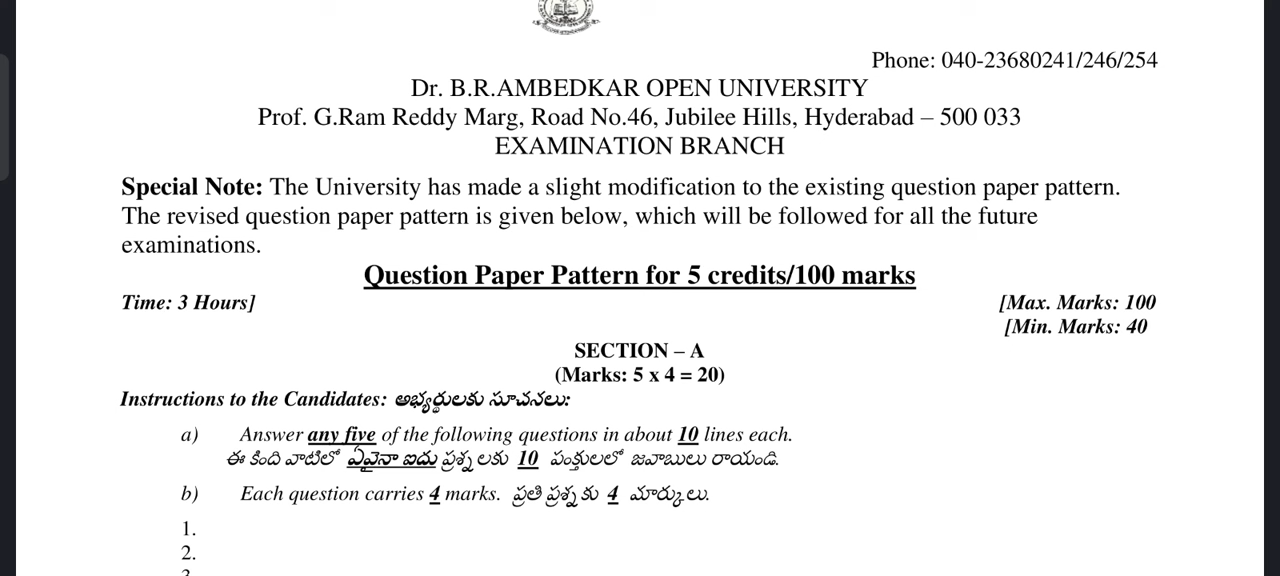 Phone: 040-23680241/246/254
Dr. B.R.AMBEDKAR OPEN UNIVERSITY
Prof. G.Ram Reddy Marg, Road No.46, Jubilee Hills, Hyderabad – 500 033
EXAMINATION BRANCH
Special Note: The University has made a slight modification to the existing question paper pattern.
The revised question paper pattern is given below, which will be followed for all the future
examinations.
Question Paper Pattern for 5 credits/100 marks
Time: 3 Hours] [Max. Marks: 100
[Min. Marks: 40
SECTION – A
(Marks: 5 x 4 = 20)
Instructions to the Candidates: అభ్యర్థులకు సూచనలు:
a) Answer any five of the following questions in about 10 lines each.
ఈ కింది వాటిలో ఏవైనా ఐదు ప్రశ్నలకు 10 పంక్తులలో జవాబులు రాయండి.
b) Each question carries 4 marks. ప్రతి ప్రశ్నకు 4 మార్కులు.
1.
2.